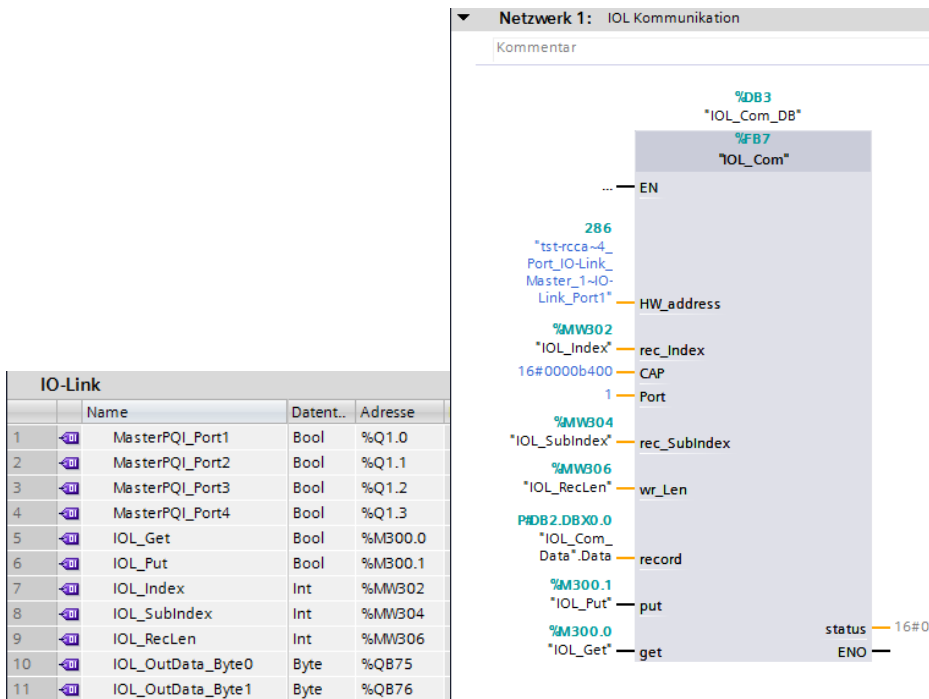 Netzwerk 1: IOL Kommunikation
Kommentar
%DB3
"IOL_Com_DB"
%FB7
"IOL_Com"
... EN
286
"tst-rcca~4_
Port_IO-Link_
Master_1~IO-
Link_Port1" HW_address
%MW302
"IOL_Index" rec_Index
16#0000b400 CAP
1 Port
%MW304
"IOL_SubIndex" rec_SubIndex
%MW306
"IOL_RecLen" wr_Len
P#DB2.DBX0.0
"IOL_Com_
Data".Data record
%M300.1
"IOL_Put" put
status 16#0
%M300.0
"IOL_Get" get ENO
IO-Link
Name Datent.. Adresse
1 MasterPQI_Port1 Bool %Q1.0
2 MasterPQI_Port2 Bool %Q1.1
3 MasterPQI_Port3 Bool %Q1.2
4 MasterPQI_Port4 Bool %Q1.3
5 IOL_Get Bool %M300.0
6 IOL_Put Bool %M300.1
7 IOL_Index Int %MW302
8 IOL_SubIndex Int %MW304
9 IOL_RecLen Int %MW306
10 IOL_OutData_Byte0 Byte %QB75
11 IOL_OutData_Byte1 Byte %QB76